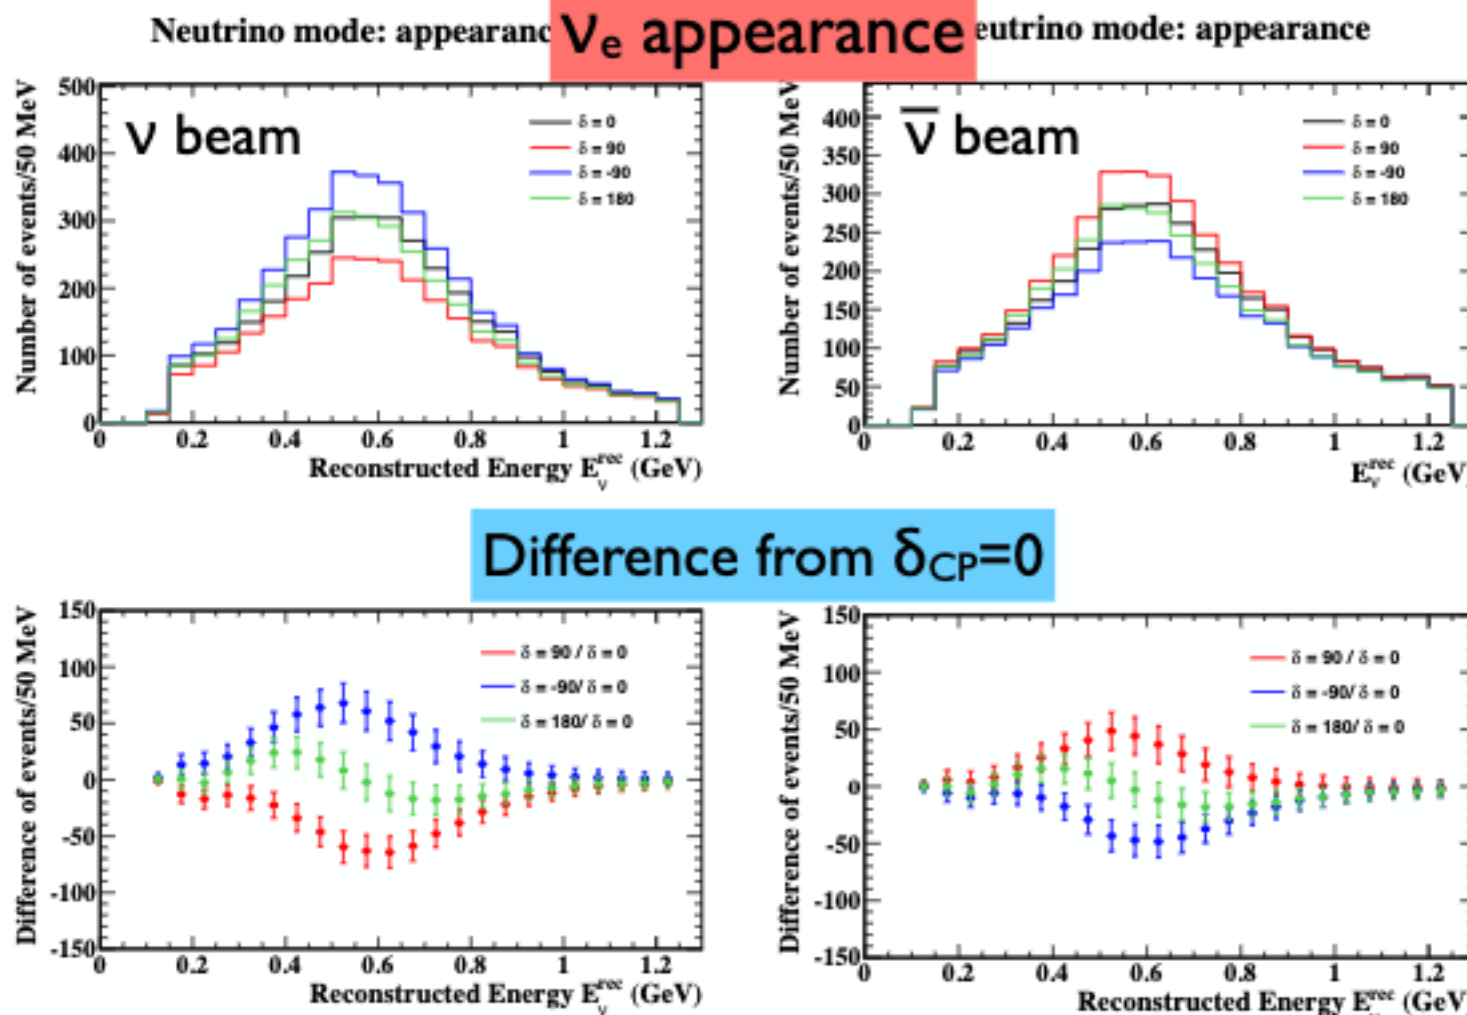 Neutrino mode: appearanc
νe appearance
eutrino mode: appearance
Number of events/50 MeV
500
400
300
200
100
0
ν beam
δ = 0
δ = 90
δ = -90
δ = 180
0 0.2 0.4 0.6 0.8 1 1.2
Reconstructed Energy E_ν^rec (GeV)
Number of events/50 MeV
400
350
300
250
200
150
100
50
0
ν̅ beam
δ = 0
δ = 90
δ = -90
δ = 180
0 0.2 0.4 0.6 0.8 1 1.2
E_ν^rec (GeV)
Difference from δCP=0
Difference of events/50 MeV
150
100
50
0
-50
-100
-150
δ = 90 / δ = 0
δ = -90/ δ = 0
δ = 180/ δ = 0
0 0.2 0.4 0.6 0.8 1 1.2
Reconstructed Energy E_ν^rec (GeV)
Difference of events/50 MeV
150
100
50
0
-50
-100
-150
δ = 90 / δ = 0
δ = -90/ δ = 0
δ = 180/ δ = 0
0 0.2 0.4 0.6 0.8 1 1.2
Reconstructed Energy E_ν^rec (GeV)